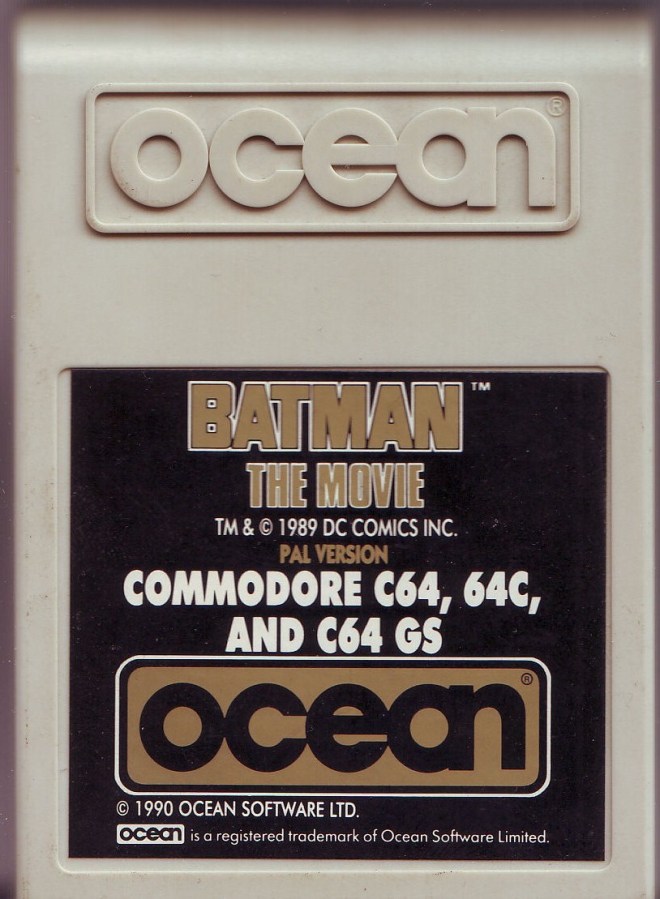 ocean®
BATMAN™
THE MOVIE
TM & © 1989 DC COMICS INC.
PAL VERSION
COMMODORE C64, 64C,
AND C64 GS
ocean®
© 1990 OCEAN SOFTWARE LTD.
ocean is a registered trademark of Ocean Software Limited.